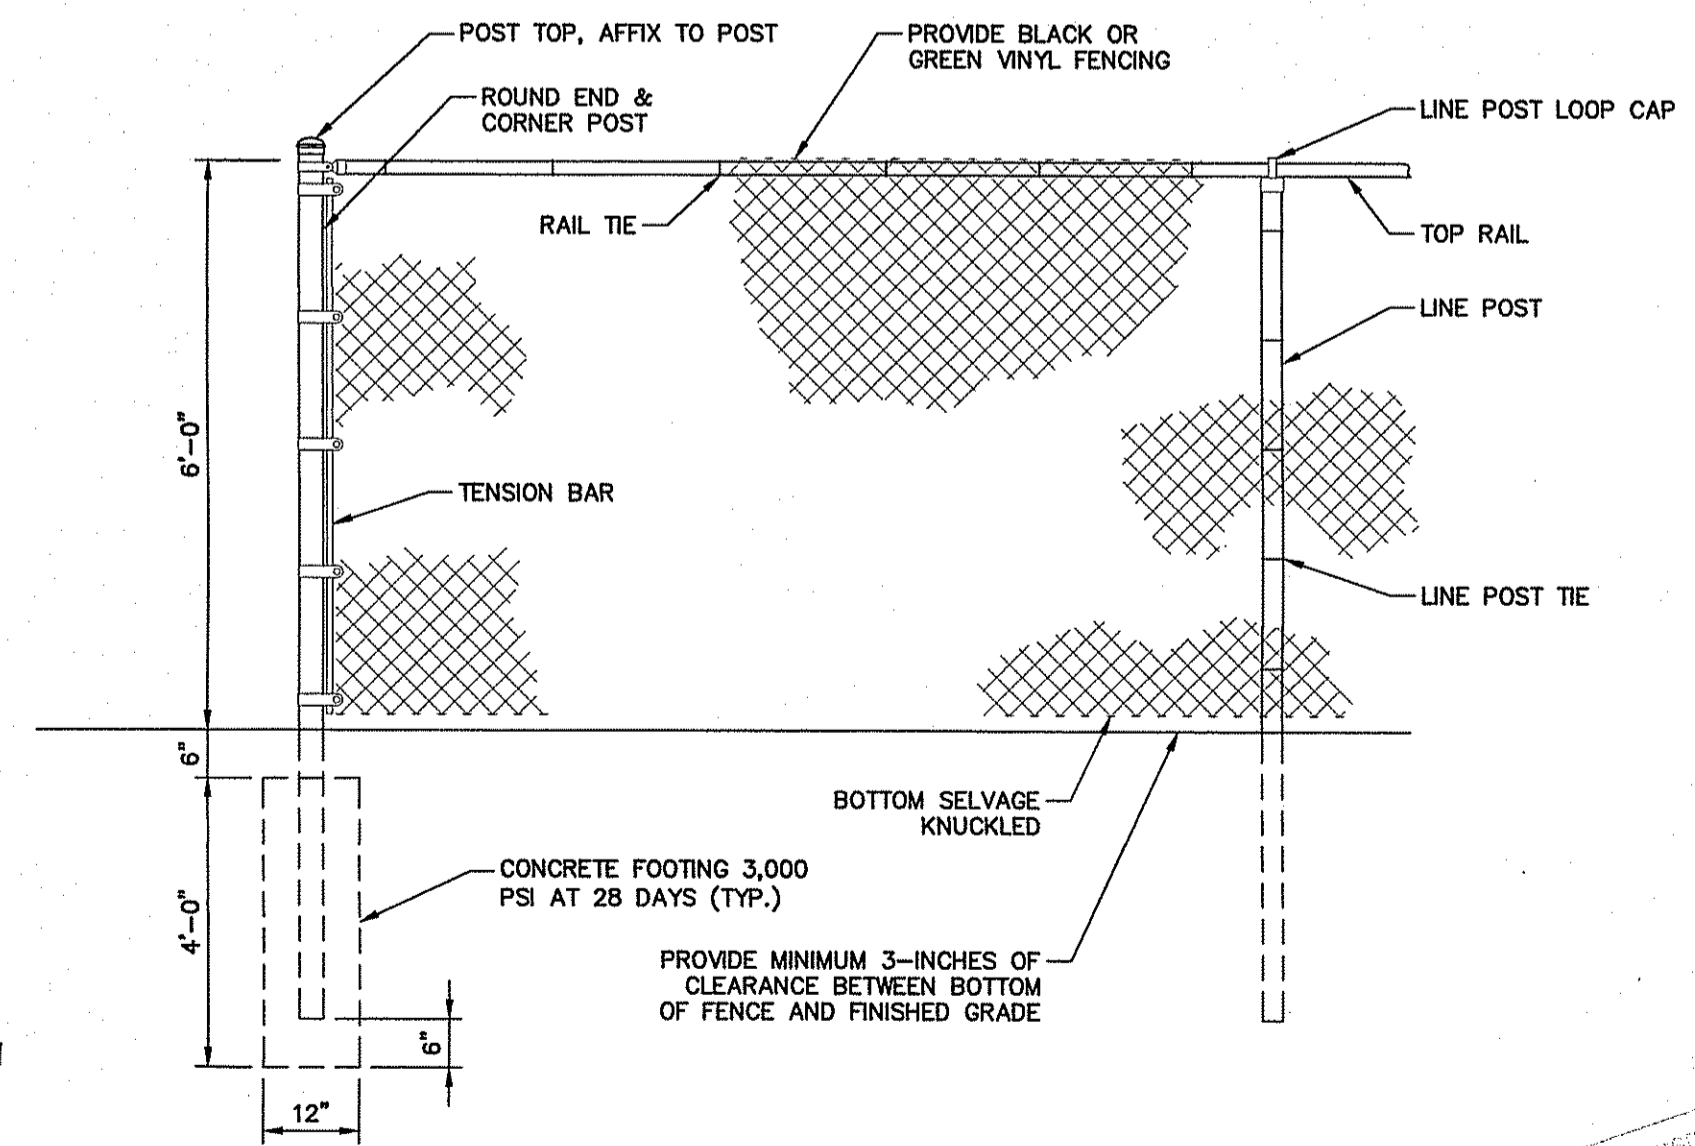 POST TOP, AFFIX TO POST
PROVIDE BLACK OR
GREEN VINYL FENCING
ROUND END &
CORNER POST
LINE POST LOOP CAP
RAIL TIE
TOP RAIL
LINE POST
6'-0"
TENSION BAR
LINE POST TIE
6"
BOTTOM SELVAGE
KNUCKLED
CONCRETE FOOTING 3,000
PSI AT 28 DAYS (TYP.)
4'-0"
PROVIDE MINIMUM 3-INCHES OF
CLEARANCE BETWEEN BOTTOM
OF FENCE AND FINISHED GRADE
6"
12"